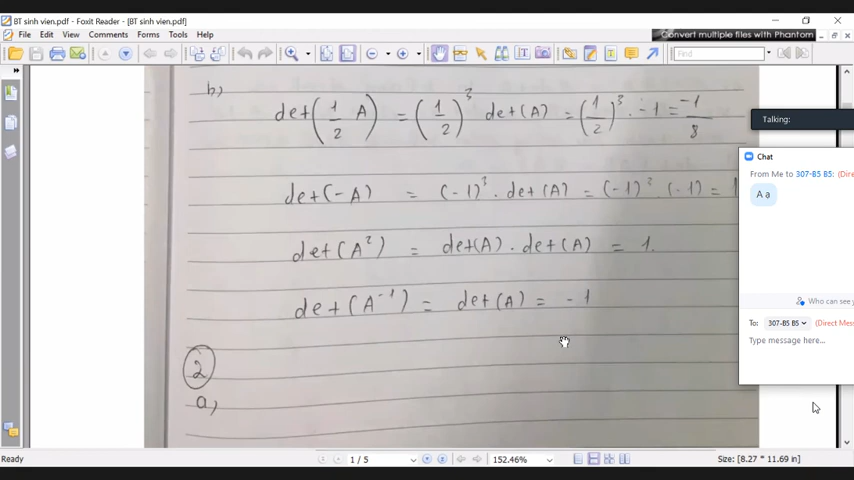 BT sinh vien.pdf - Foxit Reader - [BT sinh vien.pdf]
File Edit View Comments Forms Tools Help
Convert multiple files with Phantom
Find
b)
det(1/2 A) = (1/2)^3 det(A) = (1/2)^3 · -1 = -1/8
det(-A) = (-1)^3 · det(A) = (-1)^3 · (-1) = 1
det(A^2) = det(A) · det(A) = 1.
det(A^-1) = det(A) = -1
2
a,
Talking:
Chat
From Me to 307-B5 B5: (Direc
A a
Who can see y
To: 307-B5 B5 (Direct Mes
Type message here...
Ready
1 / 5
152.46%
Size: [8.27 * 11.69 in]